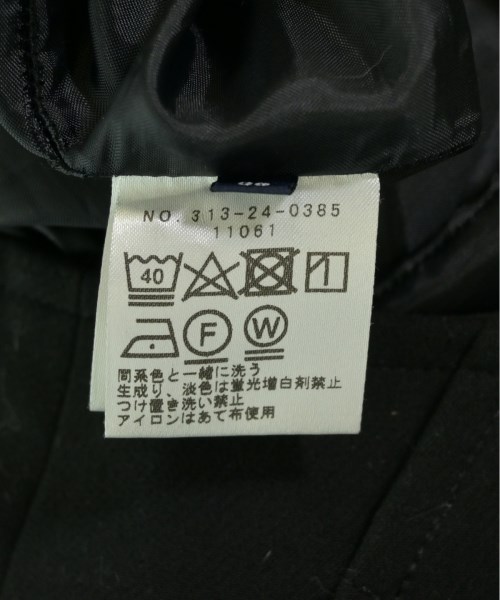 NO. 313-24-0385
11061
40
F
W
同系色と一緒に洗う
生成り、淡色は蛍光増白剤禁止
つけ置き洗い禁止
アイロンはあて布使用